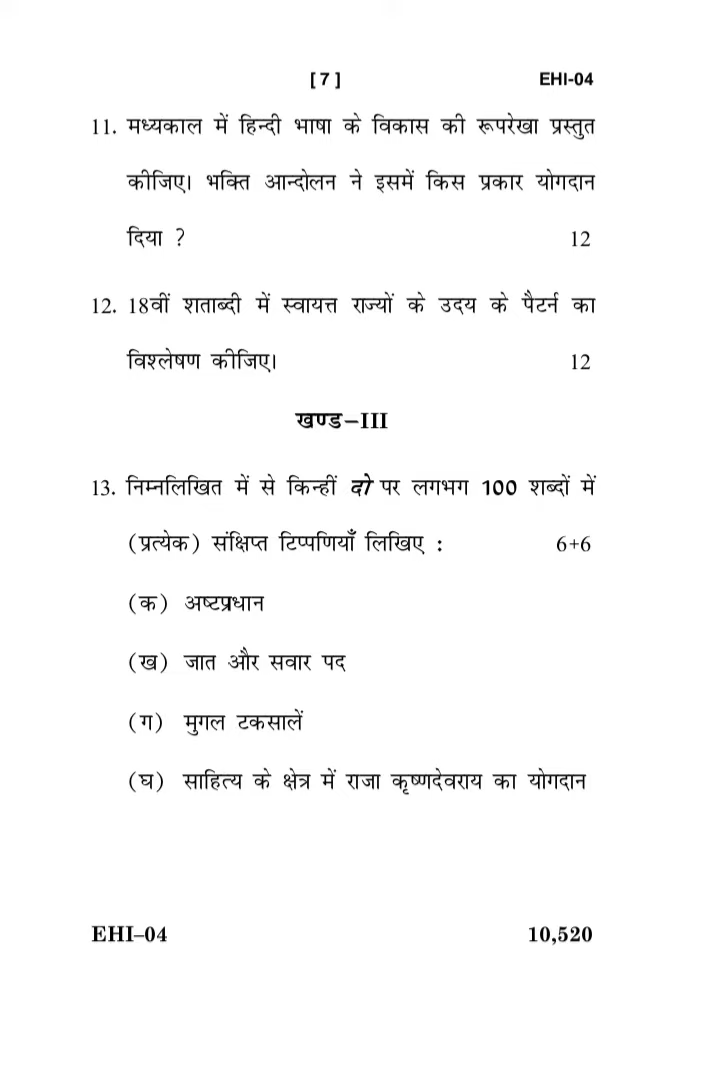 [ 7 ] EHI-04
11. मध्यकाल में हिन्दी भाषा के विकास की रूपरेखा प्रस्तुत
कीजिए। भक्ति आन्दोलन ने इसमें किस प्रकार योगदान
दिया ? 12
12. 18वीं शताब्दी में स्वायत्त राज्यों के उदय के पैटर्न का
विश्लेषण कीजिए। 12
खण्ड–III
13. निम्नलिखित में से किन्हीं दो पर लगभग 100 शब्दों में
(प्रत्येक) संक्षिप्त टिप्पणियाँ लिखिए : 6+6
(क) अष्टप्रधान
(ख) जात और सवार पद
(ग) मुगल टकसालें
(घ) साहित्य के क्षेत्र में राजा कृष्णदेवराय का योगदान
EHI–04 10,520